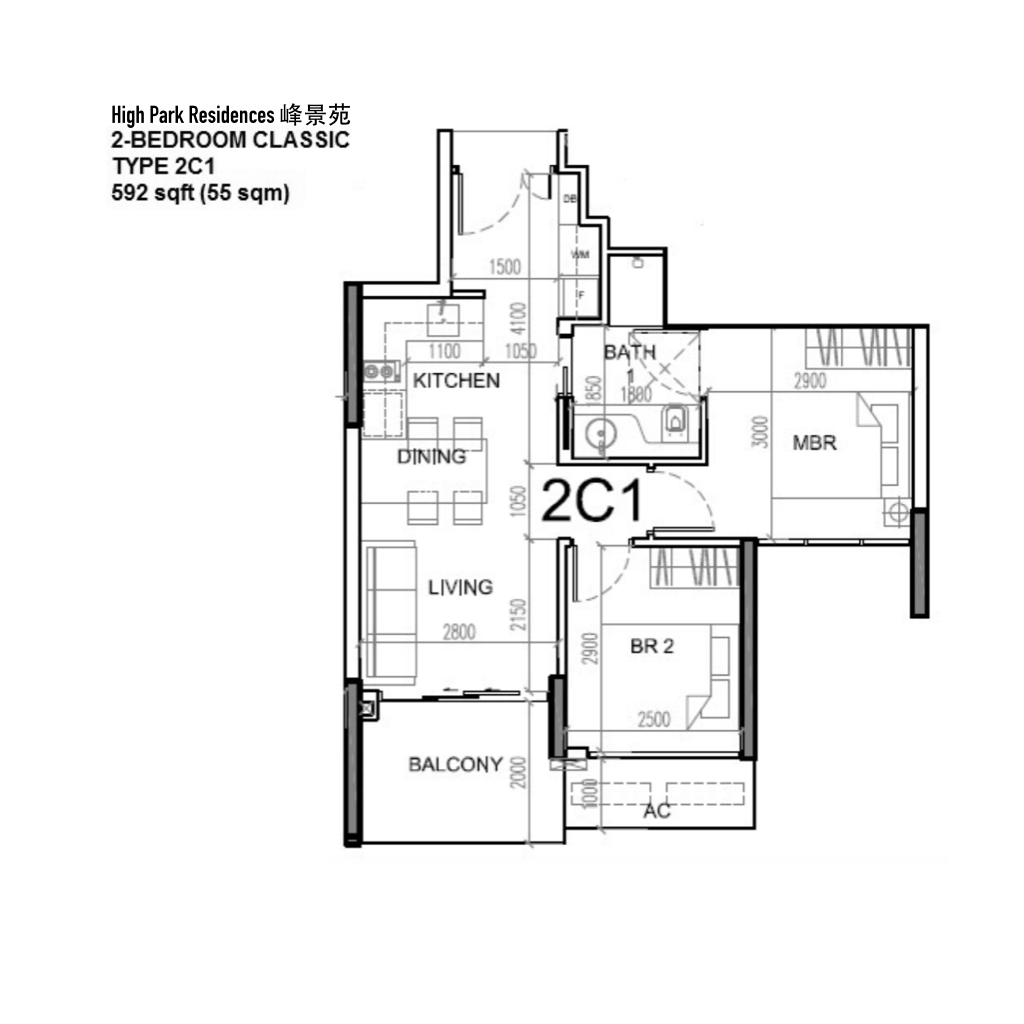 High Park Residences 峰景苑
2-BEDROOM CLASSIC
TYPE 2C1
592 sqft (55 sqm)
DB
WM
1500
F
4100
1100
1050
BATH
1
2900
KITCHEN
1850
1800
3000
MBR
DINING
1050
2C1
LIVING
2150
2800
2900
BR 2
2500
BALCONY
2000
1000
AC